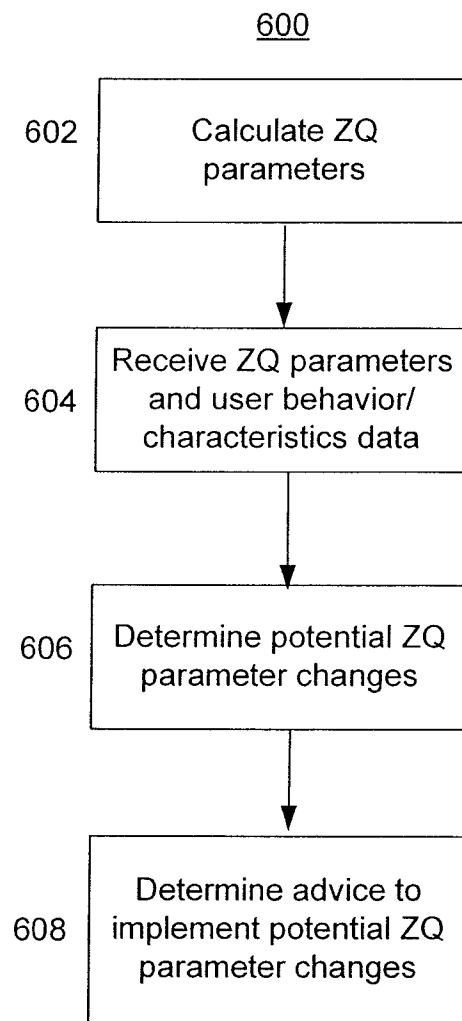 600
602
Calculate ZQ
parameters
604
Receive ZQ parameters
and user behavior/
characteristics data
606
Determine potential ZQ
parameter changes
608
Determine advice to
implement potential ZQ
parameter changes